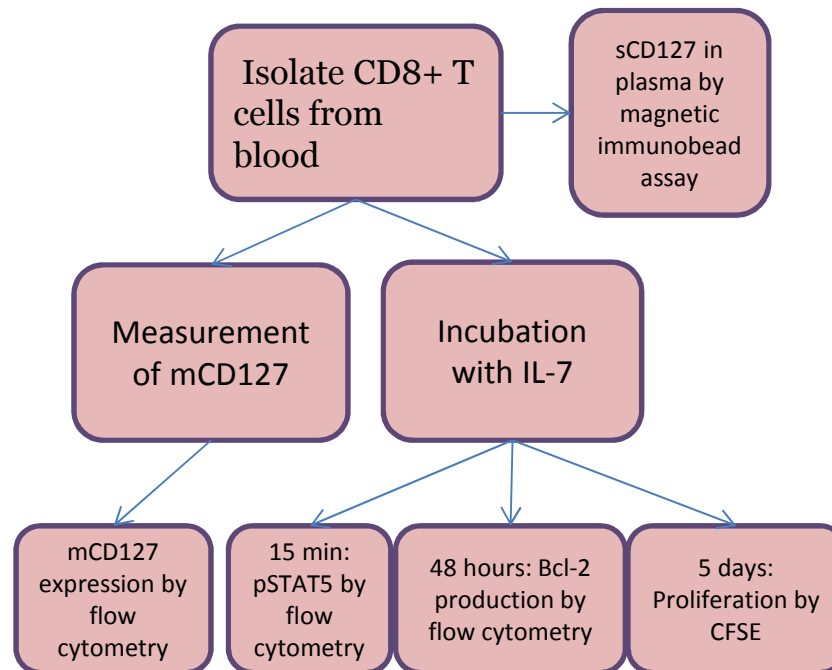 Isolate CD8+ T
cells from
blood
sCD127 in
plasma by
magnetic
immunobead
assay
Measurement
of mCD127
Incubation
with IL-7
mCD127
expression by
flow
cytometry
15 min:
pSTAT5 by
flow
cytometry
48 hours: Bcl-2
production by
flow cytometry
5 days:
Proliferation by
CFSE